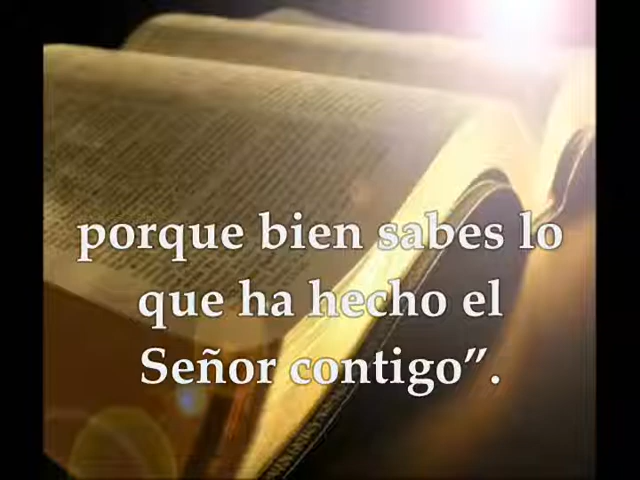 porque bien sabes lo
que ha hecho el
Señor contigo”.